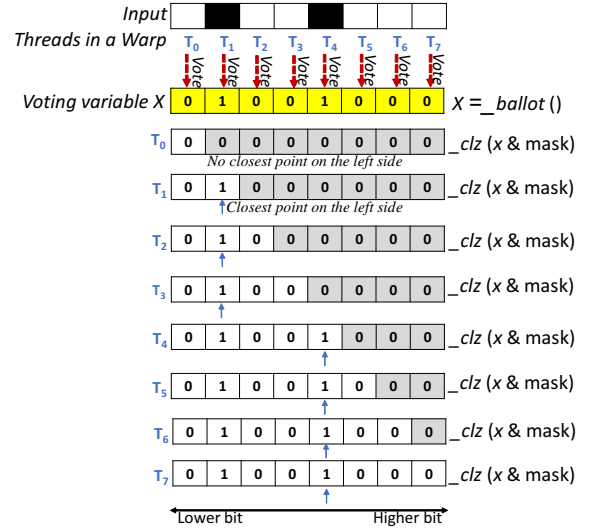 Input
Threads in a Warp T0 T1 T2 T3 T4 T5 T6 T7
Vote Vote Vote Vote Vote Vote Vote Vote
Voting variable X 0 1 0 0 1 0 0 0 X =_ballot ()
T0 0 0 0 0 0 0 0 0 _clz (x & mask)
No closest point on the left side
T1 0 1 0 0 0 0 0 0 _clz (x & mask)
Closest point on the left side
T2 0 1 0 0 0 0 0 0 _clz (x & mask)
T3 0 1 0 0 0 0 0 0 _clz (x & mask)
T4 0 1 0 0 1 0 0 0 _clz (x & mask)
T5 0 1 0 0 1 0 0 0 _clz (x & mask)
T6 0 1 0 0 1 0 0 0 _clz (x & mask)
T7 0 1 0 0 1 0 0 0 _clz (x & mask)
Lower bit Higher bit